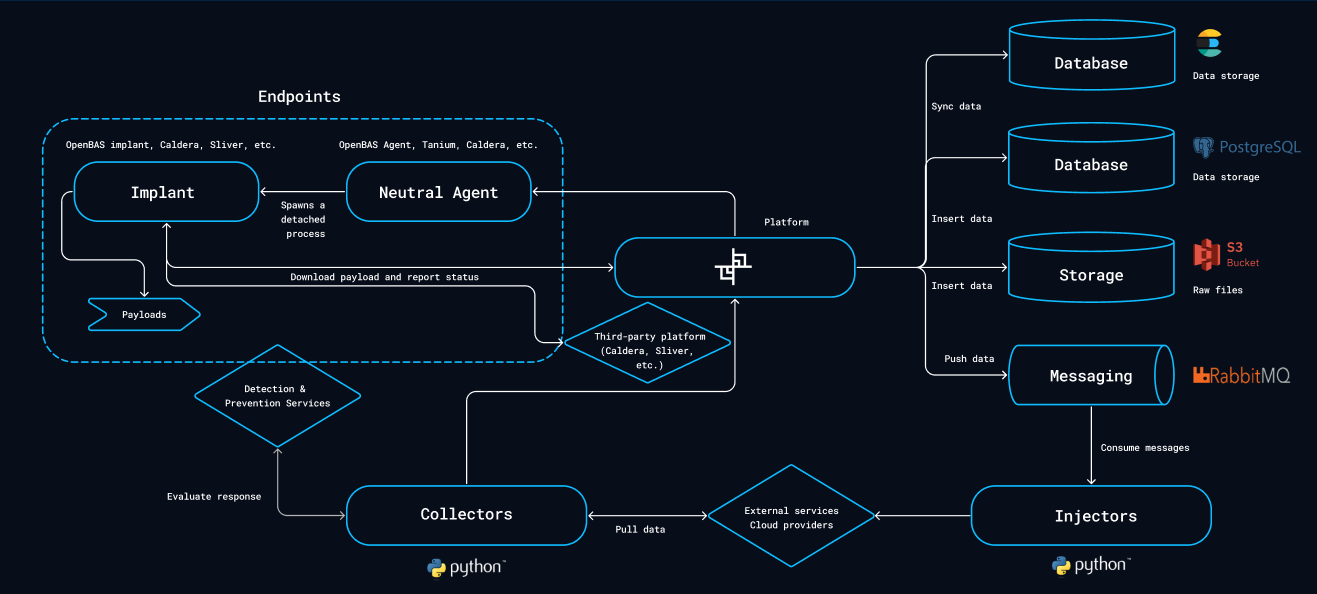 Endpoints
OpenBAS implant, Caldera, Sliver, etc.
OpenBAS Agent, Tanium, Caldera, etc.
Implant
Neutral Agent
Spawns a
detached
process
Download payload and report status
Payloads
Platform
Third-party platform
(Caldera, Sliver,
etc.)
Detection &
Prevention Services
Evaluate response
Collectors
python™
Pull data
External services
Cloud providers
Injectors
python™
Database
Data storage
Sync data
Database
PostgreSQL
Data storage
Insert data
Storage
S3
Bucket
Raw files
Insert data
Push data
Messaging
RabbitMQ
Consume messages